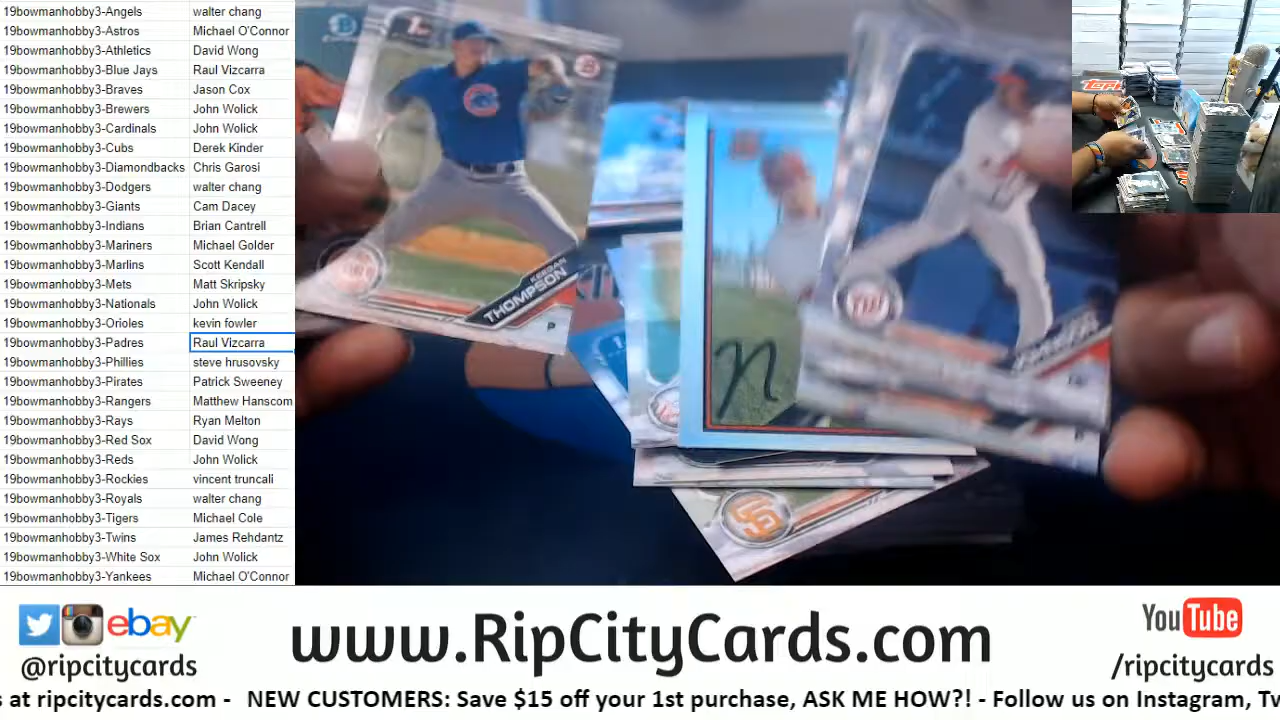 19bowmanhobby3-Angels walter chang
19bowmanhobby3-Astros Michael O'Connor
19bowmanhobby3-Athletics David Wong
19bowmanhobby3-Blue Jays Raul Vizcarra
19bowmanhobby3-Braves Jason Cox
19bowmanhobby3-Brewers John Wolick
19bowmanhobby3-Cardinals John Wolick
19bowmanhobby3-Cubs Derek Kinder
19bowmanhobby3-Diamondbacks Chris Garosi
19bowmanhobby3-Dodgers walter chang
19bowmanhobby3-Giants Cam Dacey
19bowmanhobby3-Indians Brian Cantrell
19bowmanhobby3-Mariners Michael Golder
19bowmanhobby3-Marlins Scott Kendall
19bowmanhobby3-Mets Matt Skripsky
19bowmanhobby3-Nationals John Wolick
19bowmanhobby3-Orioles kevin fowler
19bowmanhobby3-Padres Raul Vizcarra
19bowmanhobby3-Phillies steve hrusovsky
19bowmanhobby3-Pirates Patrick Sweeney
19bowmanhobby3-Rangers Matthew Hanscom
19bowmanhobby3-Rays Ryan Melton
19bowmanhobby3-Red Sox David Wong
19bowmanhobby3-Reds John Wolick
19bowmanhobby3-Rockies vincent truncali
19bowmanhobby3-Royals walter chang
19bowmanhobby3-Tigers Michael Cole
19bowmanhobby3-Twins James Rehdantz
19bowmanhobby3-White Sox John Wolick
19bowmanhobby3-Yankees Michael O'Connor
KEEGAN
THOMPSON
P
ebay
@ripcitycards
www.RipCityCards.com
YouTube
/ripcitycards
s at ripcitycards.com - NEW CUSTOMERS: Save $15 off your 1st purchase, ASK ME HOW?! - Follow us on Instagram, Tw